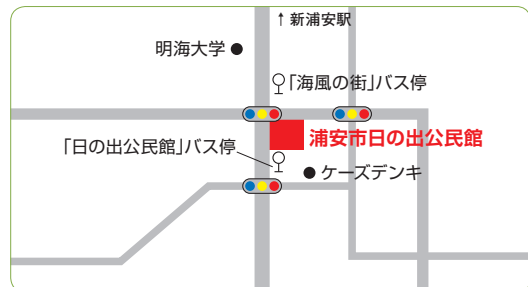 ↑新浦安駅
明海大学
「海風の街」バス停
浦安市日の出公民館
「日の出公民館」バス停
ケーズデンキ